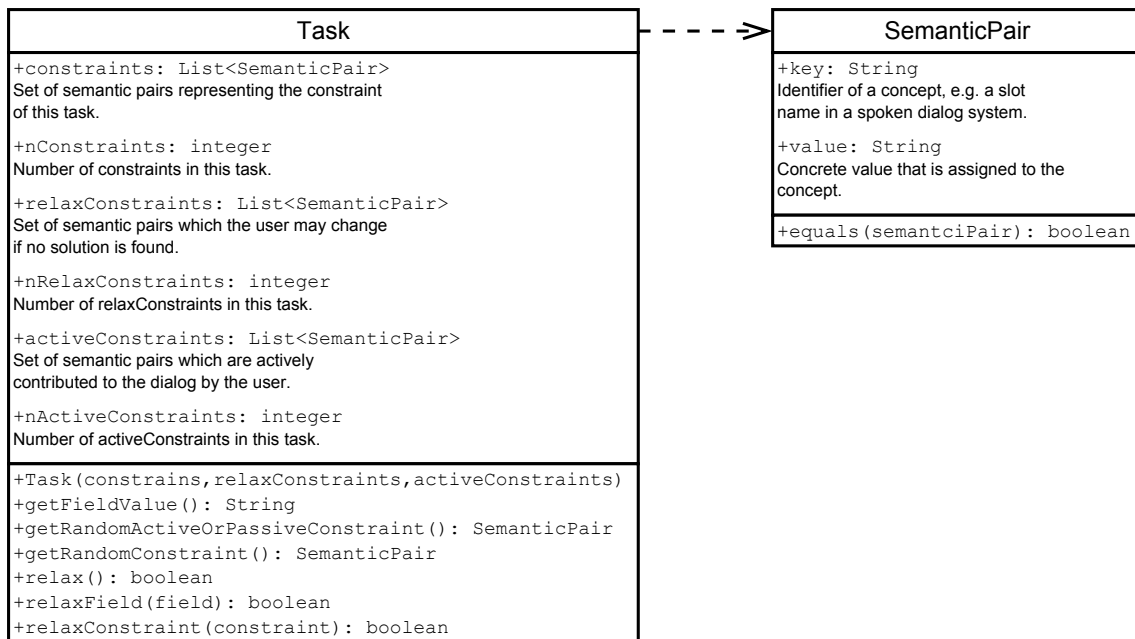 Task
+constraints: List<SemanticPair>
Set of semantic pairs representing the constraint
of this task.
+nConstraints: integer
Number of constraints in this task.
+relaxConstraints: List<SemanticPair>
Set of semantic pairs which the user may change
if no solution is found.
+nRelaxConstraints: integer
Number of relaxConstraints in this task.
+activeConstraints: List<SemanticPair>
Set of semantic pairs which are actively
contributed to the dialog by the user.
+nActiveConstraints: integer
Number of activeConstraints in this task.
+Task(constrains,relaxConstraints,activeConstraints)
+getFieldValue(): String
+getRandomActiveOrPassiveConstraint(): SemanticPair
+getRandomConstraint(): SemanticPair
+relax(): boolean
+relaxField(field): boolean
+relaxConstraint(constraint): boolean
SemanticPair
+key: String
Identifier of a concept, e.g. a slot
name in a spoken dialog system.
+value: String
Concrete value that is assigned to the
concept.
+equals(semantciPair): boolean